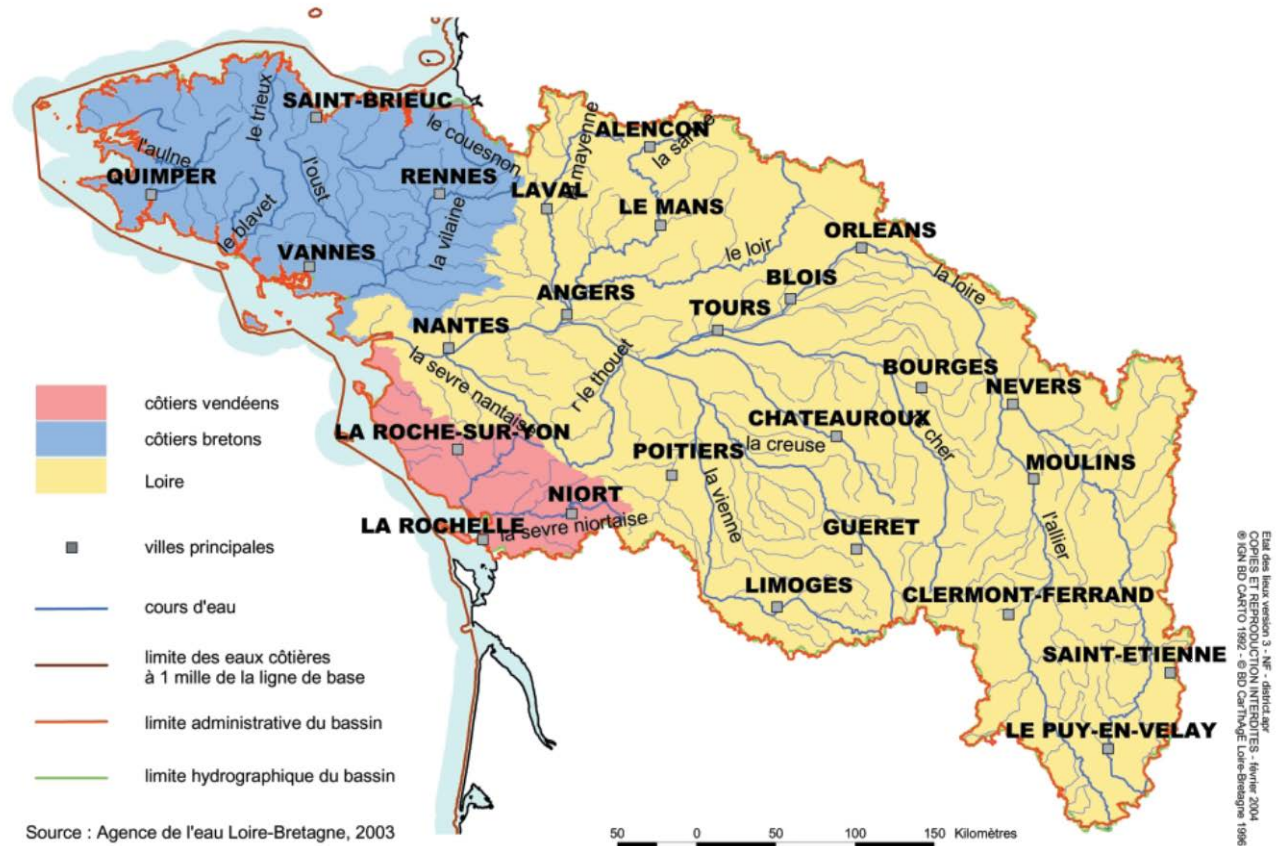 SAINT-BRIEUC
le trieux
l'aulne
QUIMPER
l'oust
le couesnon
RENNES
le blavet
VANNES
la vilaine
ALENCON
la mayenne
la sarthe
LAVAL
LE MANS
ORLEANS
le loir
la loire
BLOIS
ANGERS
TOURS
NANTES
la sevre nantaise
r le thouet
BOURGES
NEVERS
LA ROCHE-SUR-YON
CHATEAUROUX
la creuse
le cher
POITIERS
MOULINS
la vienne
NIORT
LA ROCHELLE
la sevre niortaise
GUERET
l'allier
LIMOGES
CLERMONT-FERRAND
SAINT-ETIENNE
LE PUY-EN-VELAY
côtiers vendéens
côtiers bretons
Loire
villes principales
cours d'eau
limite des eaux côtières
à 1 mille de la ligne de base
limite administrative du bassin
limite hydrographique du bassin
Source : Agence de l'eau Loire-Bretagne, 2003
50 0 50 100 150 Kilomètres
Etat des lieux version 3 - NF - district.apr
COPIES ET REPRODUCTION INTERDITES - février 2004
® IGN BD CARTO 1992 - © BD CarThAgE Loire-Bretagne 1996